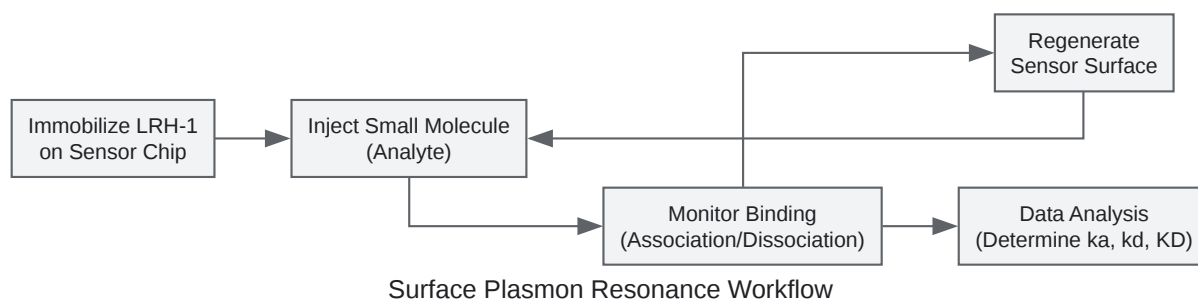 Regenerate
Sensor Surface
Immobilize LRH-1
on Sensor Chip
Inject Small Molecule
(Analyte)
Monitor Binding
(Association/Dissociation)
Data Analysis
(Determine ka, kd, KD)
Surface Plasmon Resonance Workflow